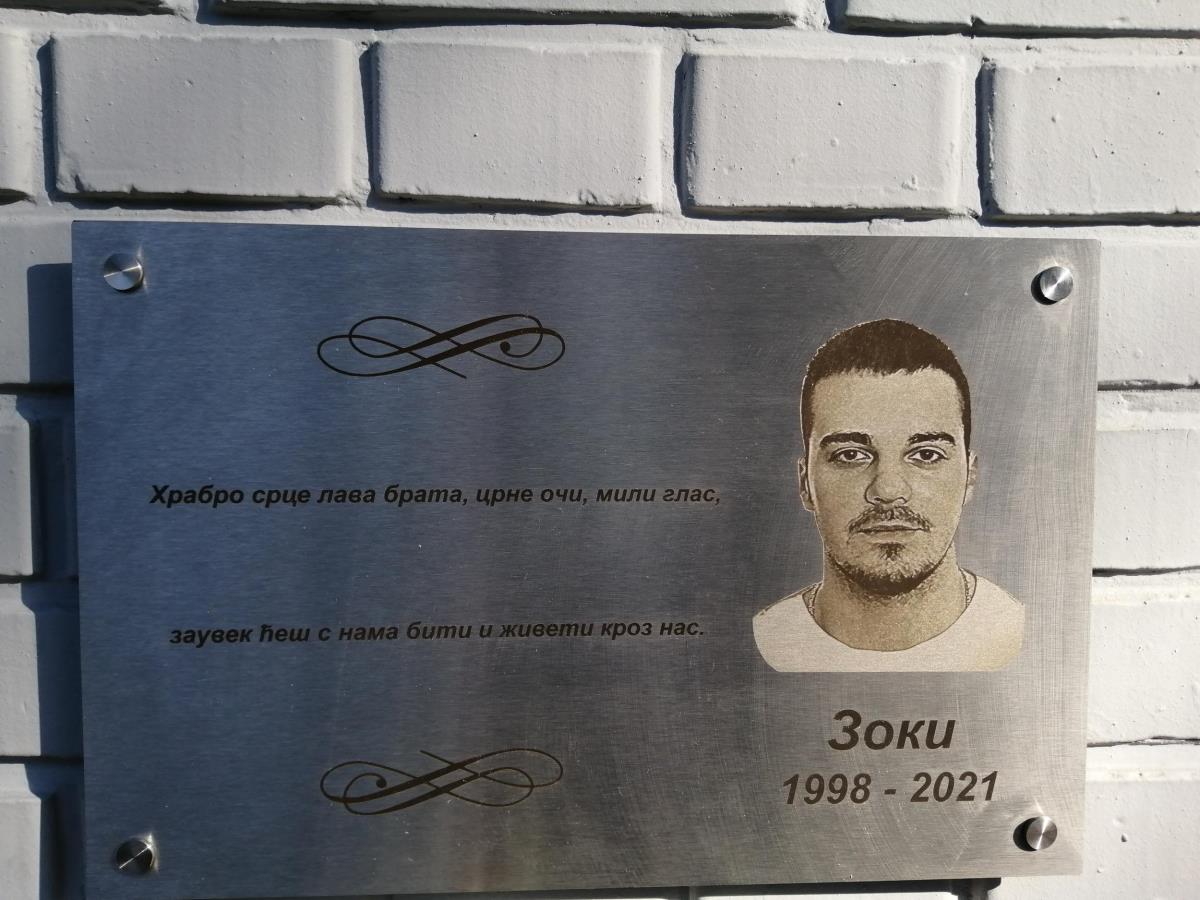 Храбро срце лава брата, црне очи, мили глас,
заувек ћеш с нама бити и живети кроз нас.
Зоки
1998 - 2021